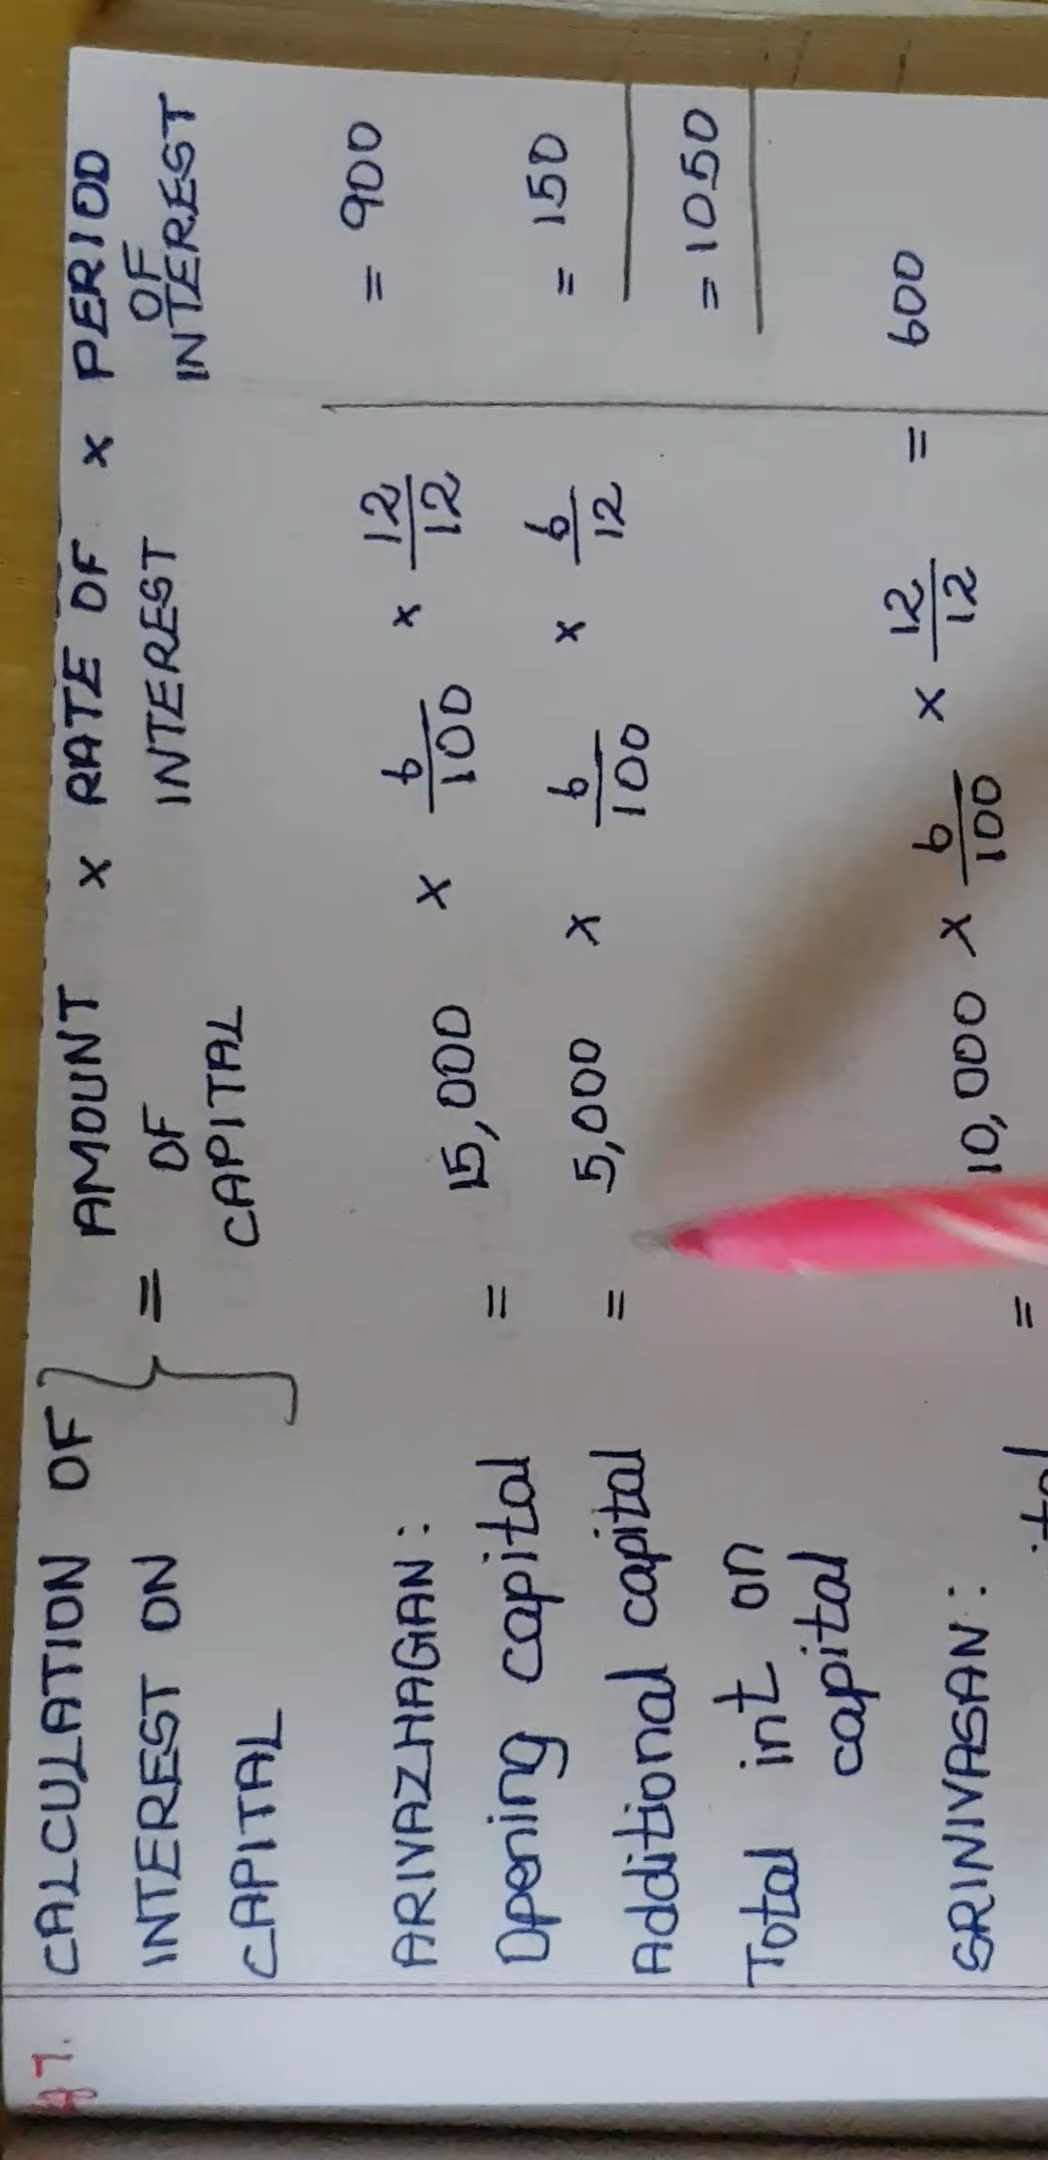 87.
CALCULATION OF } = AMOUNT x RATE OF x PERIOD
INTEREST ON OF INTEREST OF
CAPITAL CAPITAL INTEREST
ARIVAZHAGAN:
Opening capital = 15,000 x 6/100 x 12/12 = 900
Additional capital = 5,000 x 6/100 x 6/12 = 150
Total int on = 1050
capital
SRINIVASAN:
= 10,000 x 6/100 x 12/12 = 600